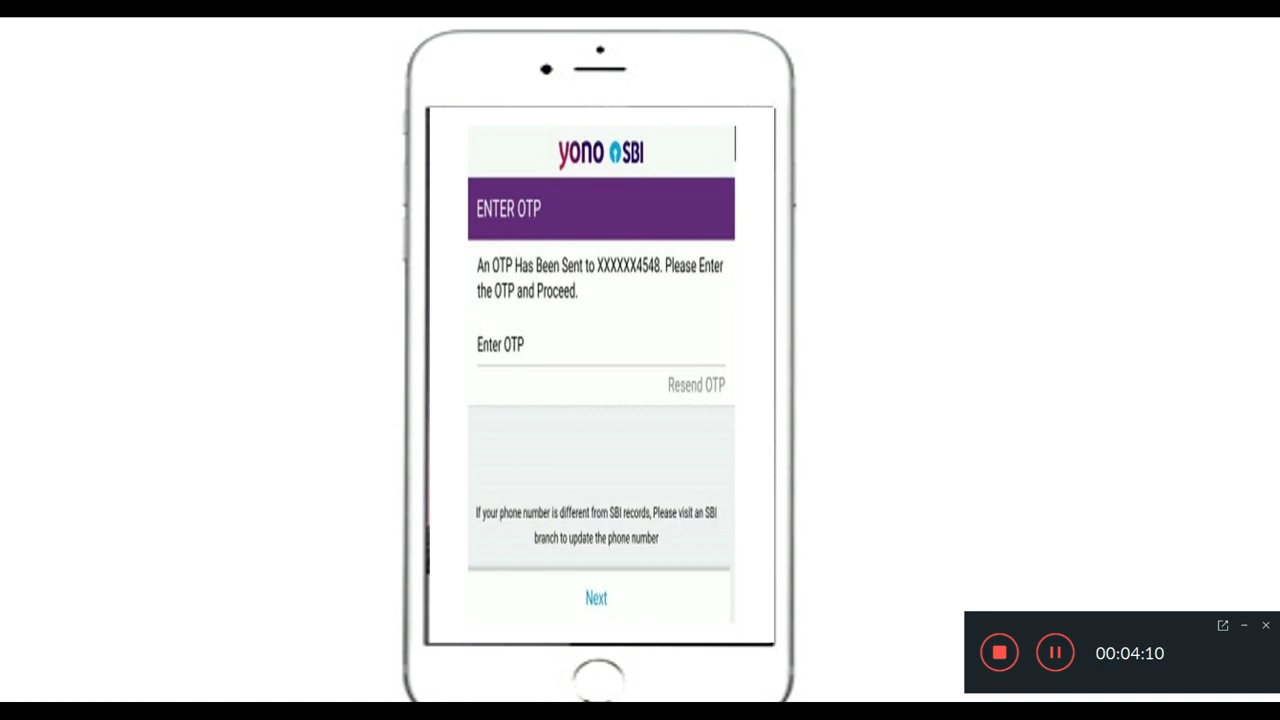 yono SBI
ENTER OTP
An OTP Has Been Sent to XXXXXX4548. Please Enter
the OTP and Proceed.
Enter OTP
Resend OTP
If your phone number is different from SBI records, Please visit an SBI
branch to update the phone number
Next
00:04:10